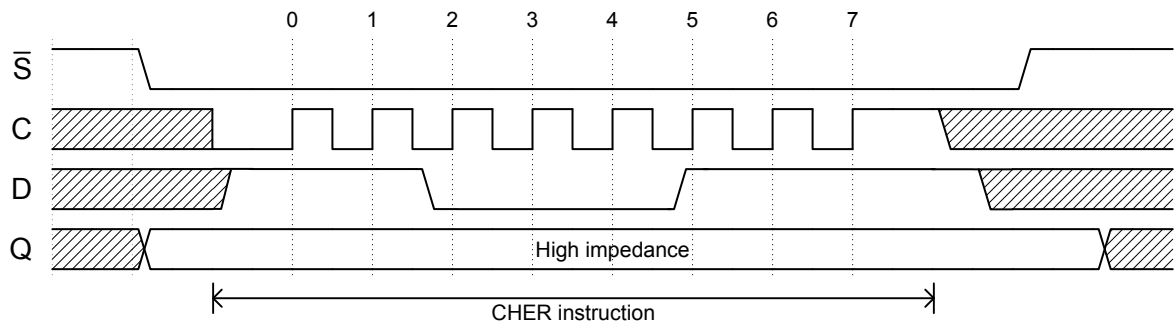 0 1 2 3 4 5 6 7
S̅
C
D
Q
High impedance
CHER instruction